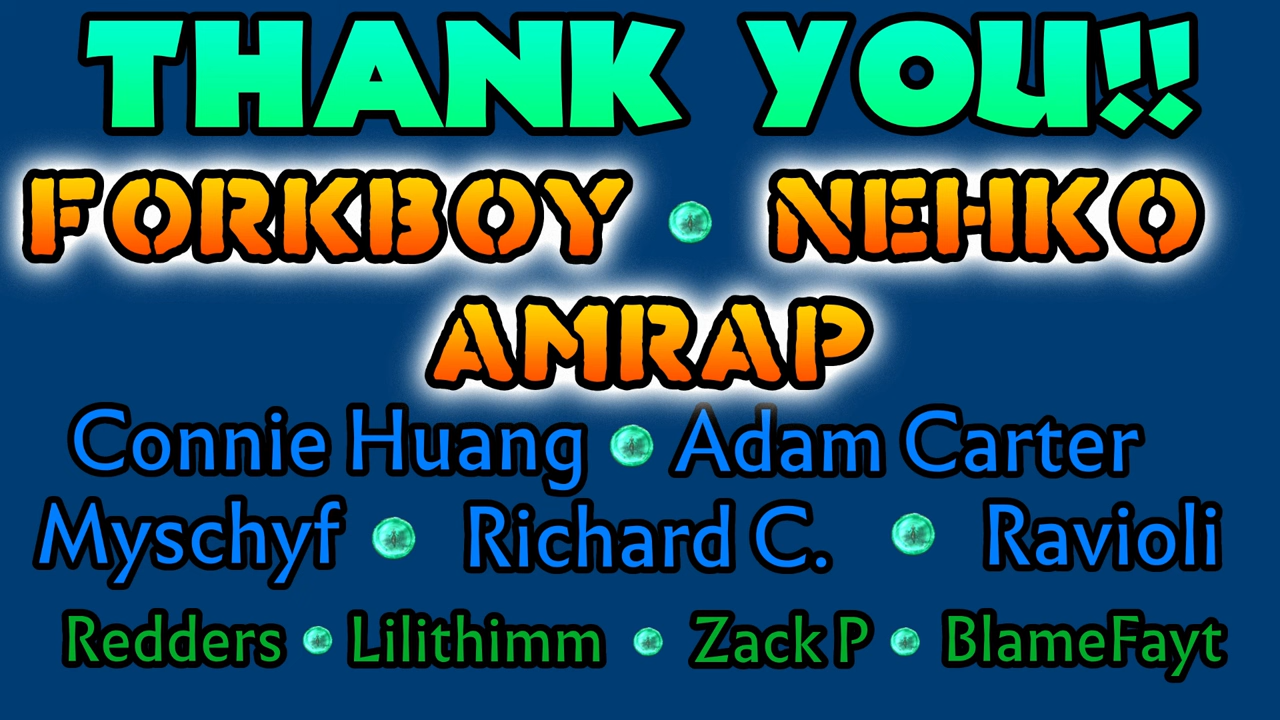 THANK YOU!!
FORKBOY • NEHKO
AMRAP
Connie Huang • Adam Carter
Myschyf • Richard C. • Ravioli
Redders • Lilithimm • Zack P • BlameFayt